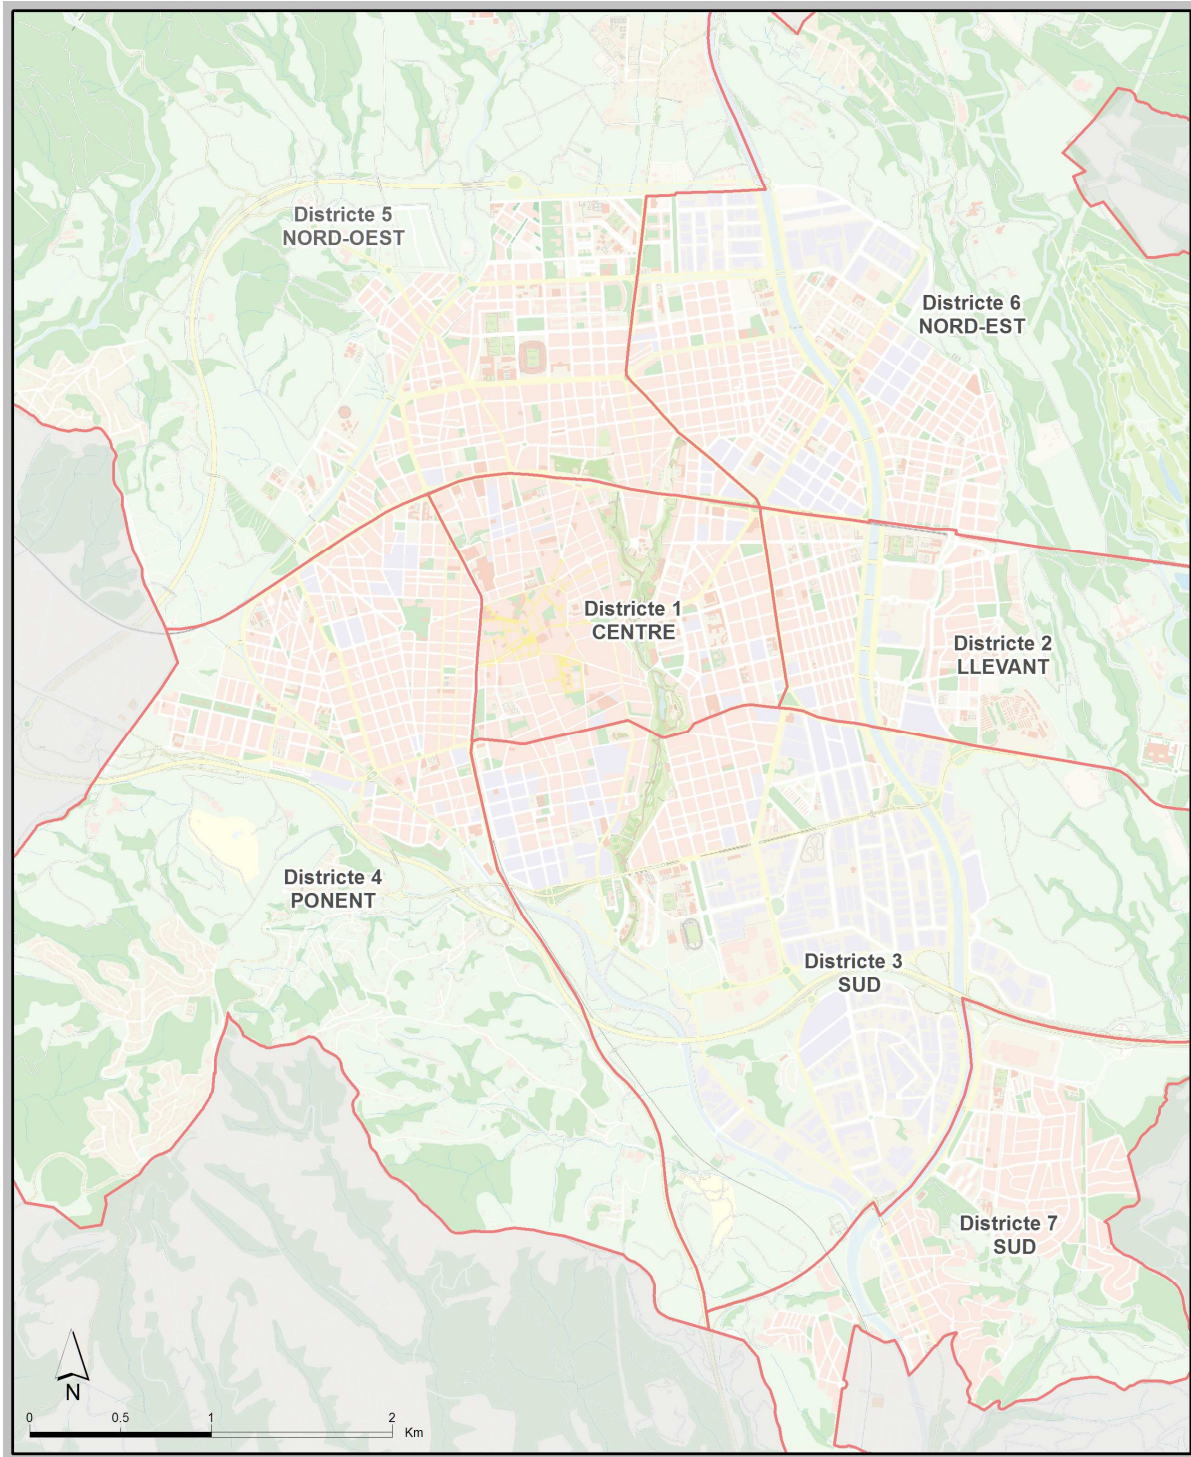 Districte 5
NORD-OEST
Districte 6
NORD-EST
Districte 1
CENTRE
Districte 2
LLEVANT
Districte 4
PONENT
Districte 3
SUD
Districte 7
SUD
N
0 0.5 1 2
Km